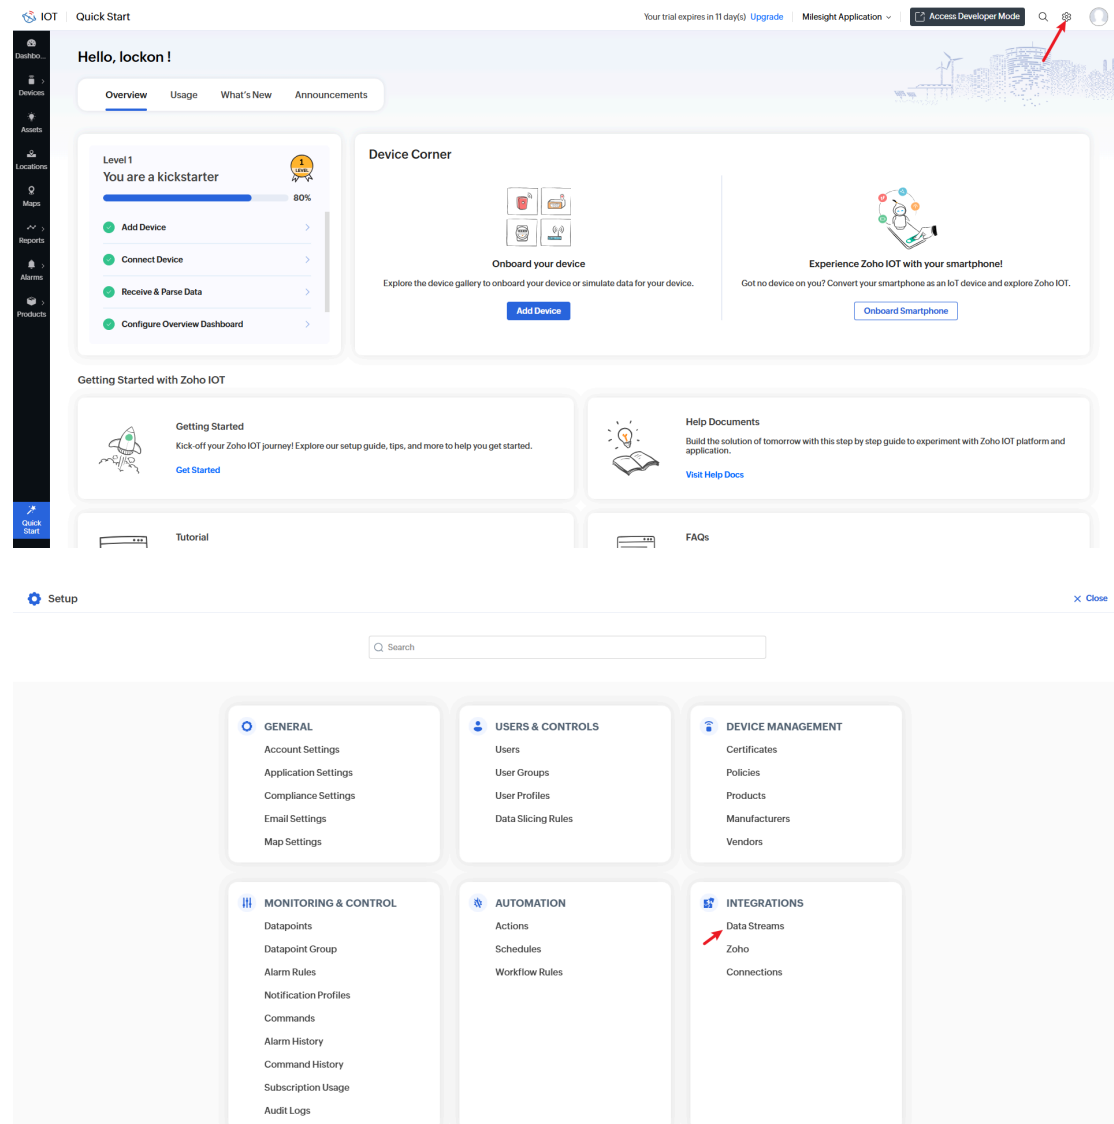 IOT Quick Start
Your trial expires in 11 day(s) Upgrade Milesight Application Access Developer Mode
Dashbo...
Devices
Assets
Locations
Maps
Reports
Alarms
Products
Quick
Start
Hello, lockon !
Overview Usage What's New Announcements
Level 1
You are a kickstarter
1
LEVEL
80%
Add Device
Connect Device
Receive & Parse Data
Configure Overview Dashboard
Device Corner
Onboard your device
Explore the device gallery to onboard your device or simulate data for your device.
Add Device
Experience Zoho IOT with your smartphone!
Got no device on you? Convert your smartphone as an IoT device and explore Zoho IOT.
Onboard Smartphone
Getting Started with Zoho IOT
Getting Started
Kick-off your Zoho IOT journey! Explore our setup guide, tips, and more to help you get started.
Get Started
Help Documents
Build the solution of tomorrow with this step by step guide to experiment with Zoho IOT platform and
application.
Visit Help Docs
Tutorial
FAQs
Setup
Close
Search
GENERAL
Account Settings
Application Settings
Compliance Settings
Email Settings
Map Settings
USERS & CONTROLS
Users
User Groups
User Profiles
Data Slicing Rules
DEVICE MANAGEMENT
Certificates
Policies
Products
Manufacturers
Vendors
MONITORING & CONTROL
Datapoints
Datapoint Group
Alarm Rules
Notification Profiles
Commands
Alarm History
Command History
Subscription Usage
Audit Logs
AUTOMATION
Actions
Schedules
Workflow Rules
INTEGRATIONS
Data Streams
Zoho
Connections